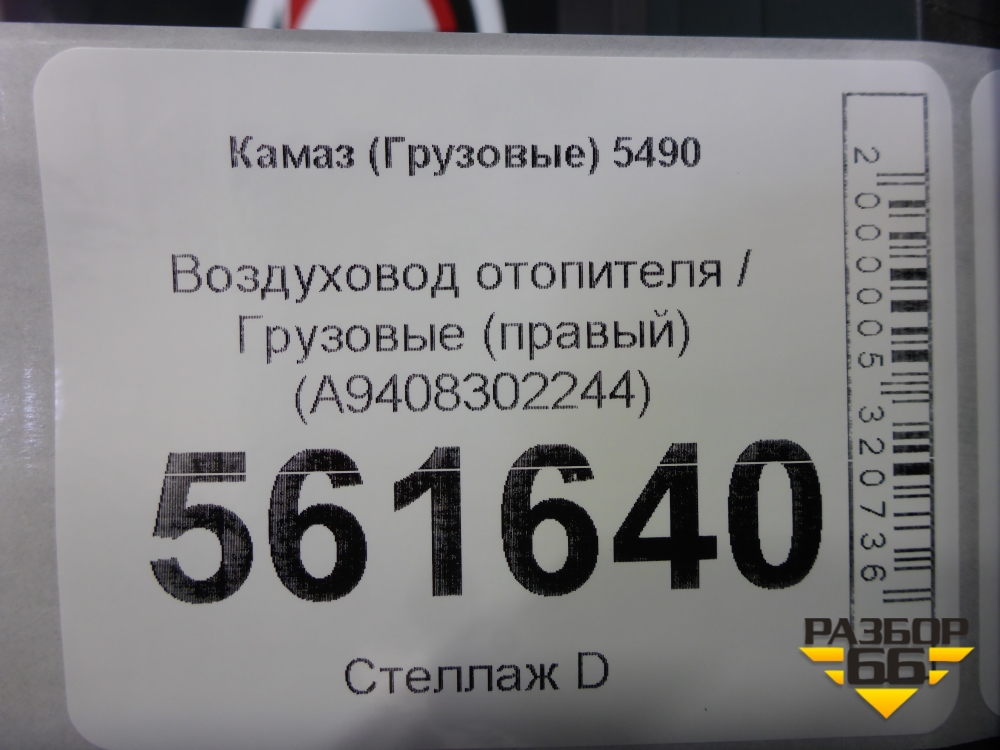 Камаз (Грузовые) 5490
Воздуховод отопителя /
Грузовые (правый)
(A9408302244)
561640
Стеллаж D
2000005320736
РАЗБОР
66